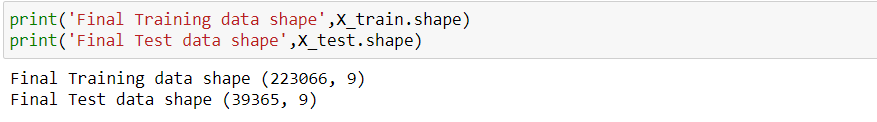 print('Final Training data shape',X_train.shape)
print('Final Test data shape',X_test.shape)
Final Training data shape (223066, 9)
Final Test data shape (39365, 9)